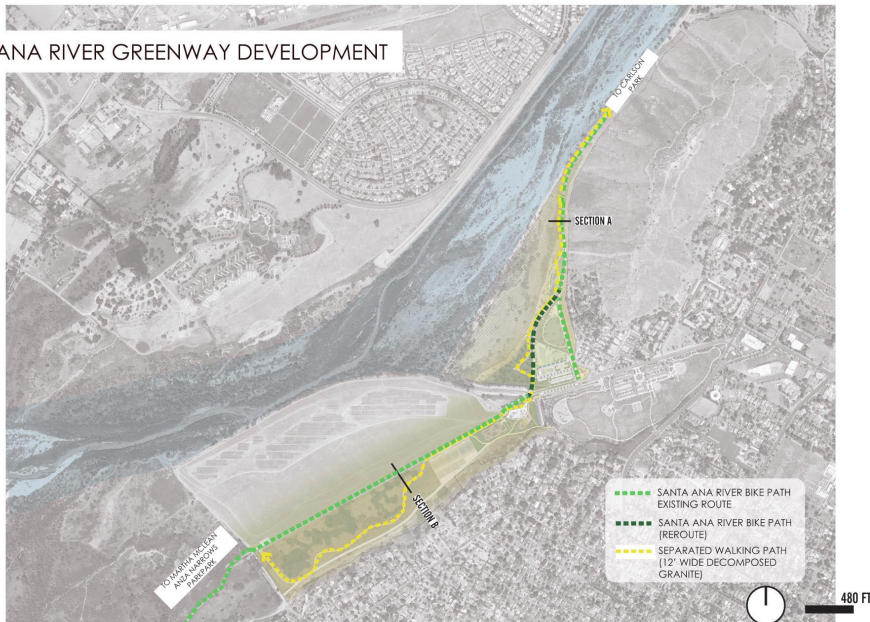 ANA RIVER GREENWAY DEVELOPMENT
TO CARLSON
PARK
SECTION A
SECTION B
TO MARTHA MCLEAN
ANZA NARROWS
PARKPARK
SANTA ANA RIVER BIKE PATH
EXISTING ROUTE
SANTA ANA RIVER BIKE PATH
(REROUTE)
SEPARATED WALKING PATH
(12' WIDE DECOMPOSED
GRANITE)
480 FT